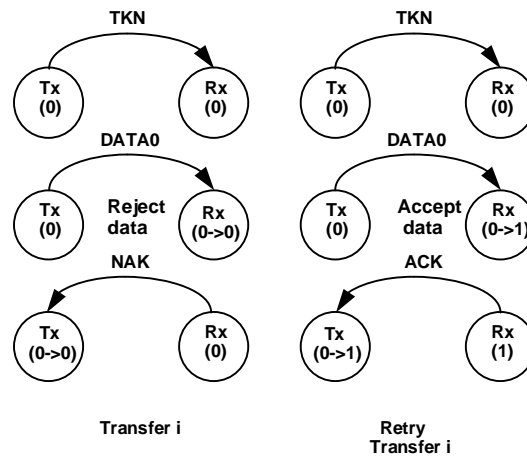 TKN TKN
Tx (0) Rx (0) Tx (0) Rx (0)
DATA0 DATA0
Tx (0) Reject data Rx (0->0) Tx (0) Accept data Rx (0->1)
NAK ACK
Tx (0->0) Rx (0) Tx (0->1) Rx (1)
Transfer i Retry
Transfer i